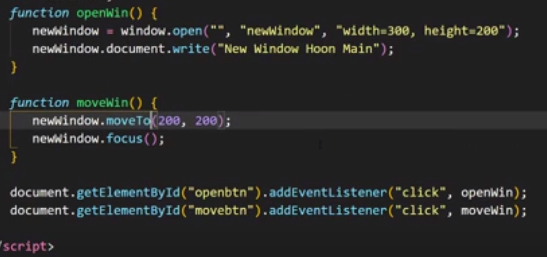 function openWin() {
newWindow = window.open("", "newWindow", "width=300, height=200");
newWindow.document.write("New Window Hoon Main");
}
function moveWin() {
newWindow.moveTo(200, 200);
newWindow.focus();
}
document.getElementById("openbtn").addEventListener("click", openWin);
document.getElementById("movebtn").addEventListener("click", moveWin);
/script>